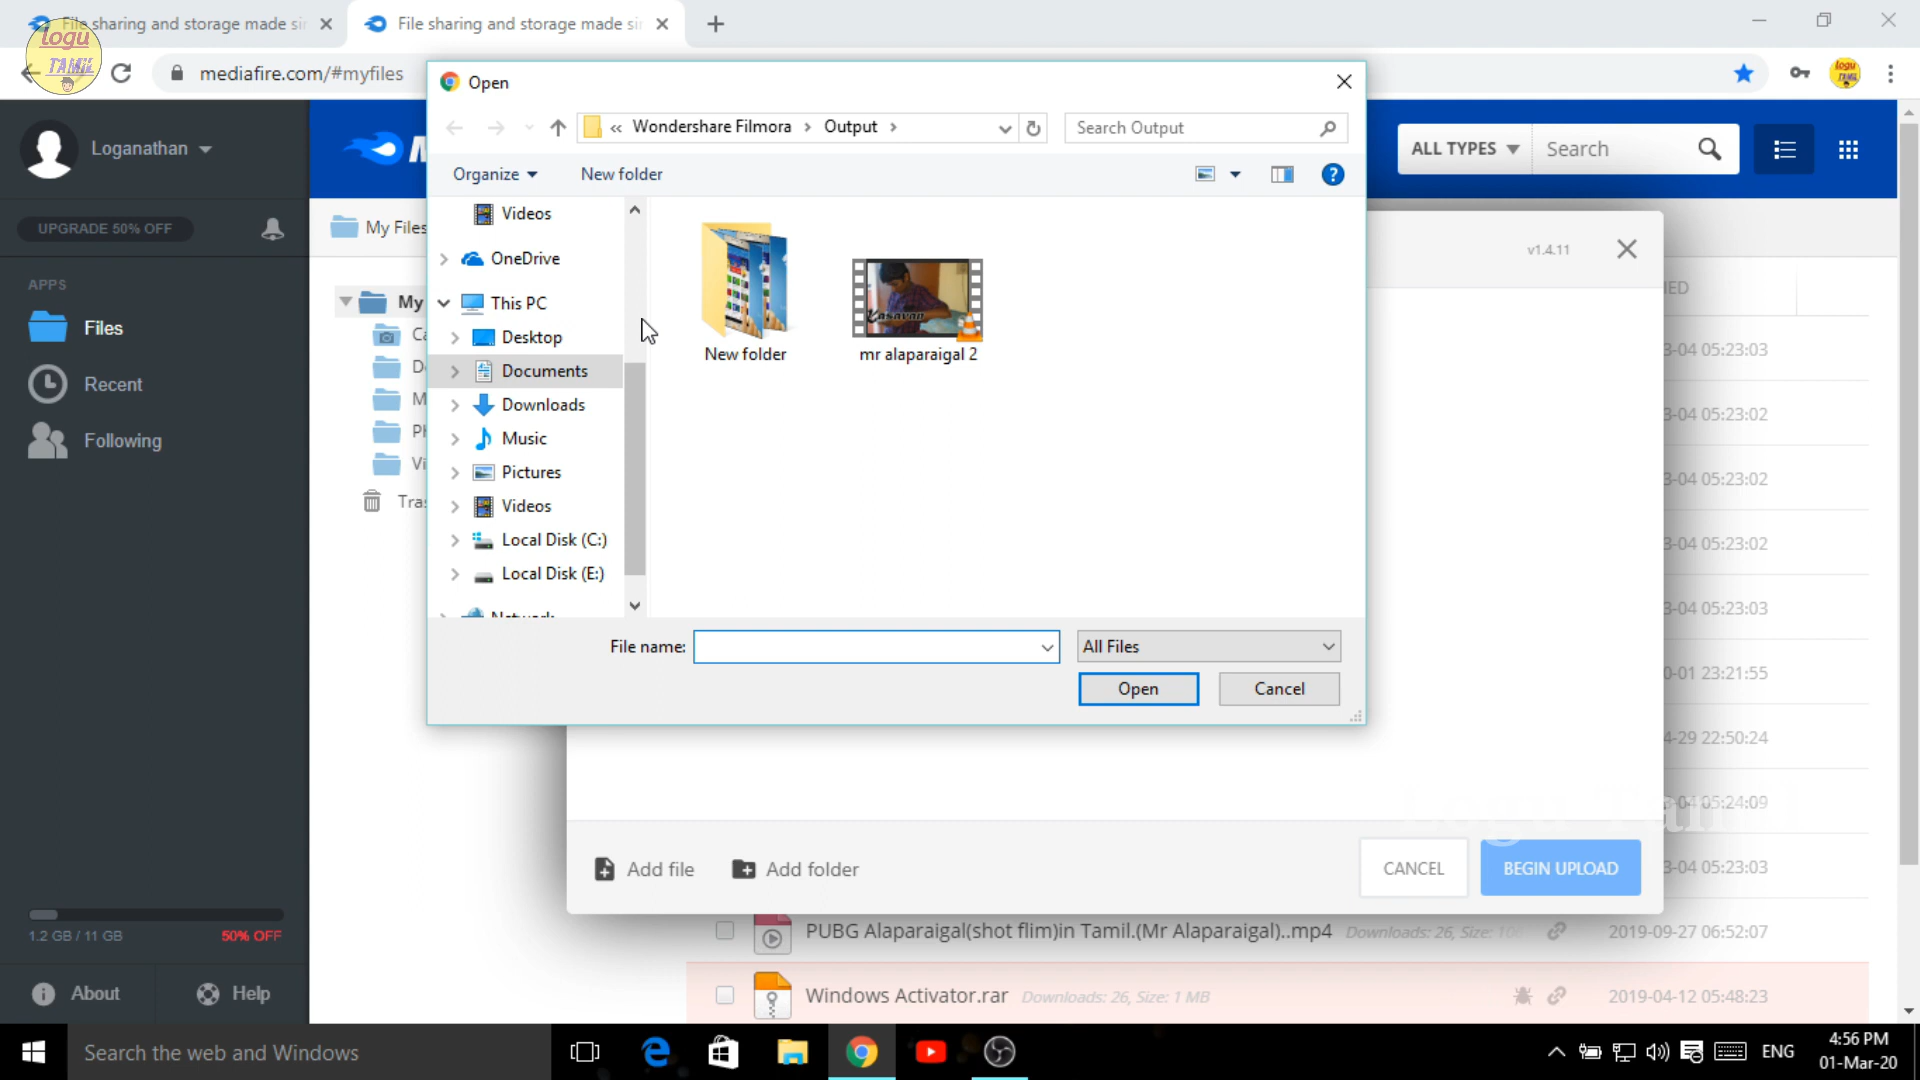 File sharing and storage made si
File sharing and storage made si
logu
TAMIL
mediafire.com/#myfiles
logu
TAMIL
Loganathan
UPGRADE 50% OFF
APPS
Files
Recent
Following
1.2 GB / 11 GB
50% OFF
About
Help
My Files
My
Ca
D
M
Ph
Vi
Tras
Open
Wondershare Filmora
Output
Search Output
Organize
New folder
Videos
OneDrive
This PC
Desktop
Documents
Downloads
Music
Pictures
Videos
Local Disk (C:)
Local Disk (E:)
Network
New folder
Kasavan
mr alaparaigal 2
File name:
All Files
Open
Cancel
ALL TYPES
Search
v1.4.11
ED
3-04 05:23:03
3-04 05:23:02
3-04 05:23:02
3-04 05:23:02
3-04 05:23:03
0-01 23:21:55
4-29 22:50:24
-04 05:24:09
3-04 05:23:03
Logu Tamil
Add file
Add folder
CANCEL
BEGIN UPLOAD
PUBG Alaparaigal(shot flim)in Tamil.(Mr Alaparaigal)..mp4
Downloads: 26, Size: 10
2019-09-27 06:52:07
Windows Activator.rar
Downloads: 26, Size: 1 MB
2019-04-12 05:48:23
Search the web and Windows
ENG
4:56 PM
01-Mar-20